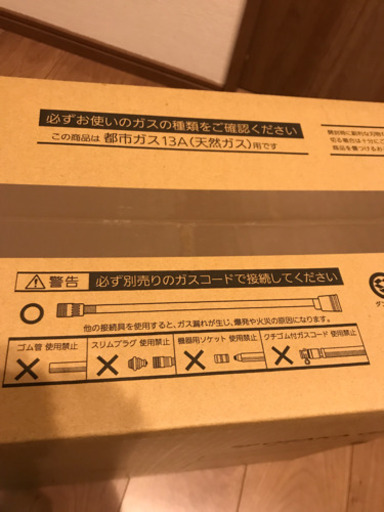 必ずお使いのガスの種類をご確認ください
この商品は 都市ガス13A(天然ガス)用です
警告 必ず別売りのガスコードで接続してください
他の接続具を使用すると、ガス漏れが生じ、爆発や火災の原因になります。
ゴム管 使用禁止 スリムプラグ 使用禁止 機器用ソケット 使用禁止 クチゴム付ガスコード 使用禁止